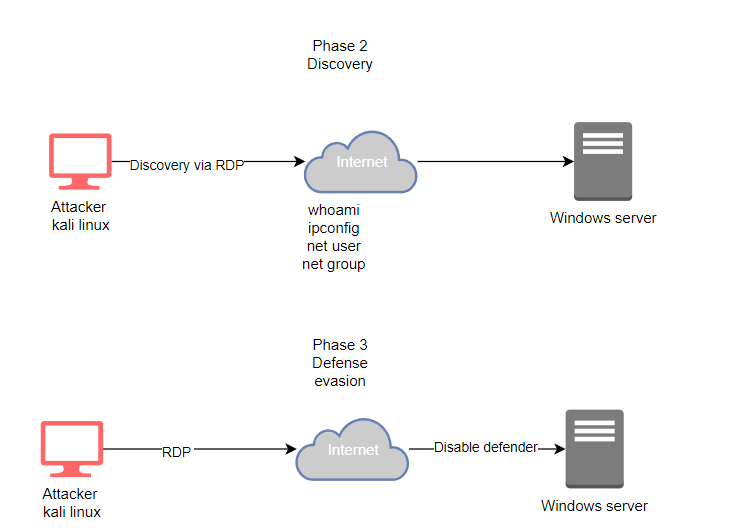 Phase 2
Discovery
Discovery via RDP
Internet
Attacker
kali linux
whoami
ipconfig
net user
net group
Windows server
Phase 3
Defense
evasion
RDP
Internet
Disable defender
Attacker
kali linux
Windows server